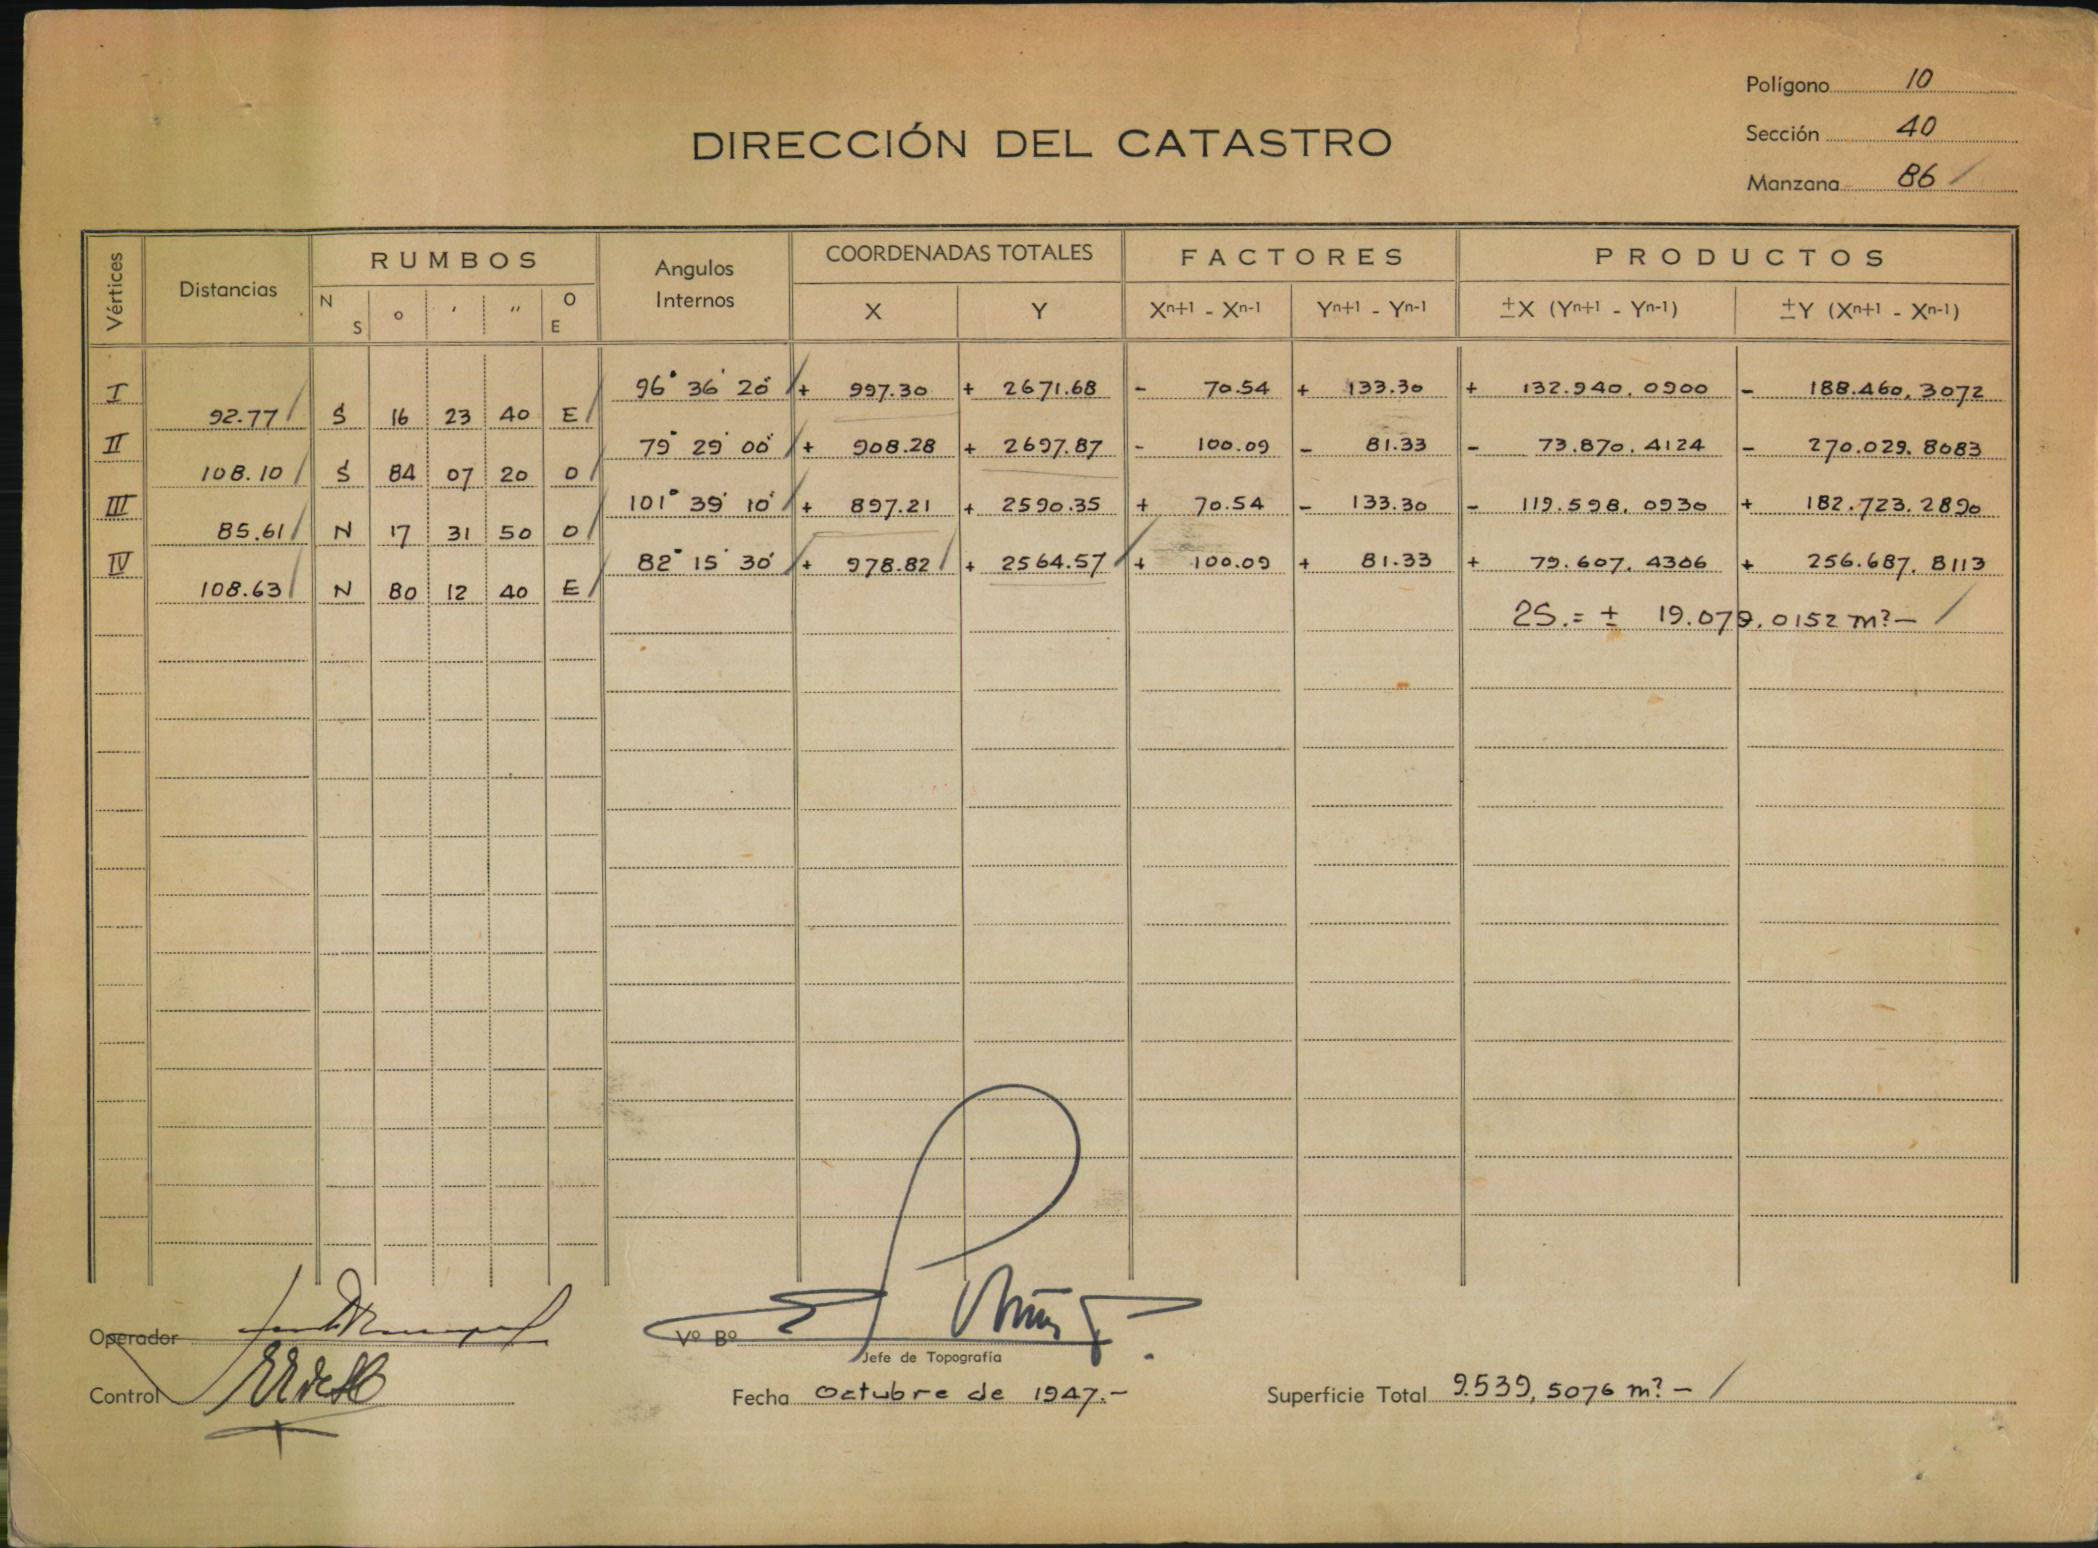 Polígono 10
DIRECCIÓN DEL CATASTRO
Sección 40
Manzana 86
Vértices
Distancias
RUMBOS
N S ° ' " O E
Angulos Internos
COORDENADAS TOTALES
X Y
FACTORES
Xn+1 - Xn-1 Yn+1 - Yn-1
PRODUCTOS
±X (Yn+1 - Yn-1) ±Y (Xn+1 - Xn-1)
I 96° 36' 20" + 997.30 + 2671.68 - 70.54 + 133.30 + 132.940.0900 - 188.460.3072
92.77 S 16 23 40 E
II 79° 29' 00" + 908.28 + 2697.87 - 100.09 - 81.33 - 73.870.4124 - 270.029.8083
108.10 S 84 07 20 O
III 101° 39' 10" + 897.21 + 2590.35 + 70.54 - 133.30 - 119.598.0930 + 182.723.2890
85.61 N 17 31 50 O
IV 82° 15' 30" + 978.82 + 2564.57 + 100.09 + 81.33 + 79.607.4306 + 256.687.8113
108.63 N 80 12 40 E
2S.= ± 19.079.0152 m² -
Operador
Vº Bº
Jefe de Topografía
Control
Fecha Octubre de 1947.-
Superficie Total 9.539,5076 m² -